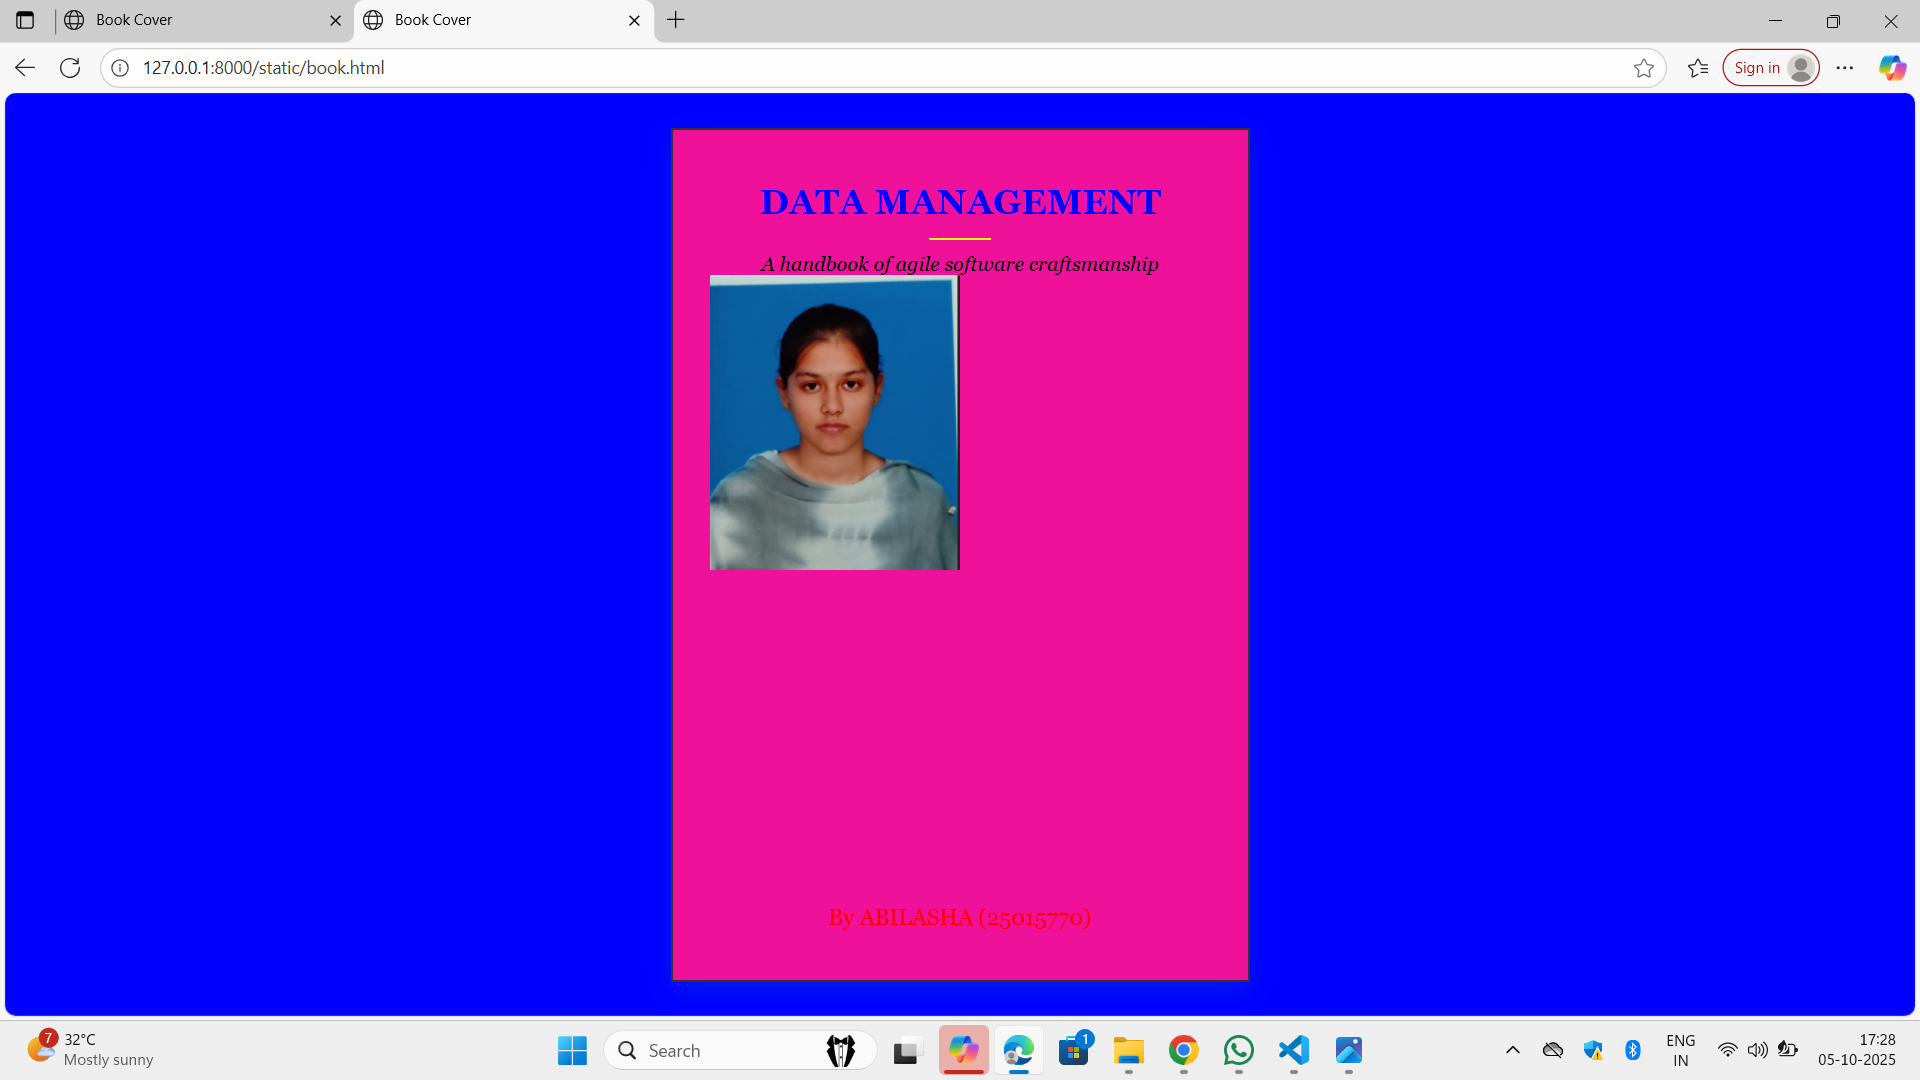 Book Cover
Book Cover
127.0.0.1:8000/static/book.html
Sign in
DATA MANAGEMENT
A handbook of agile software craftsmanship
By ABILASHA (25015770)
7
32°C
Mostly sunny
Search
1
ENG
IN
17:28
05-10-2025